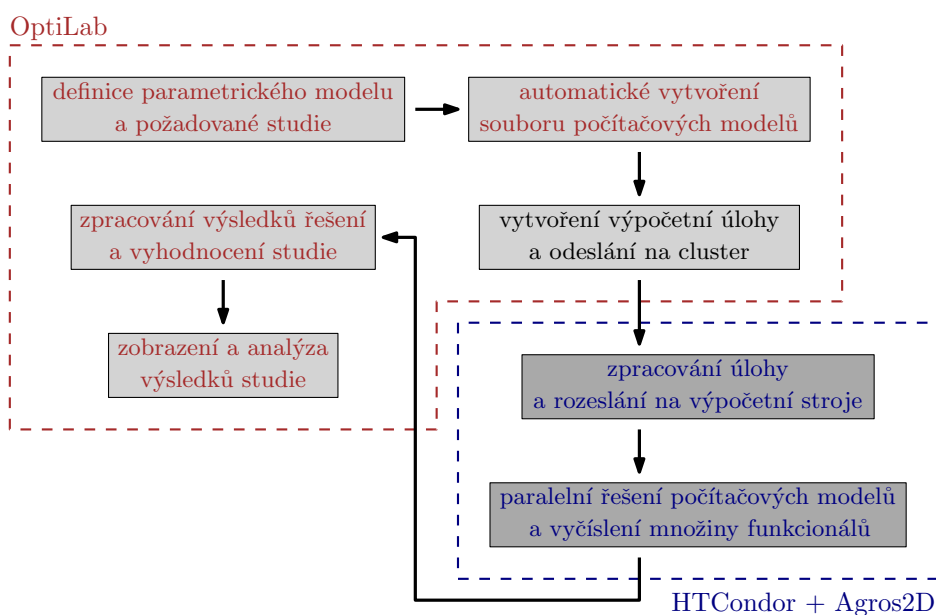 OptiLab
definice parametrického modelu
a požadované studie
automatické vytvoření
souboru počítačových modelů
zpracování výsledků řešení
a vyhodnocení studie
vytvoření výpočetní úlohy
a odeslání na cluster
zobrazení a analýza
výsledků studie
zpracování úlohy
a rozeslání na výpočetní stroje
paralelní řešení počítačových modelů
a vyčíslení množiny funkcionálů
HTCondor + Agros2D